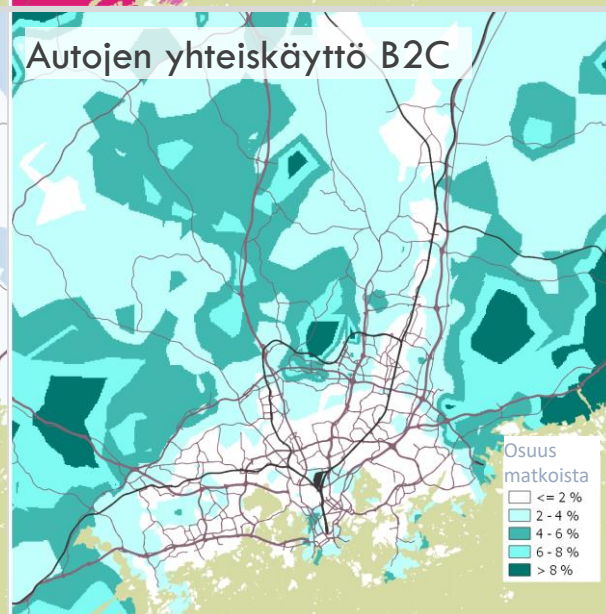 Autojen yhteiskäyttö B2C
Osuus
matkoista
<= 2 %
2 - 4 %
4 - 6 %
6 - 8 %
> 8 %